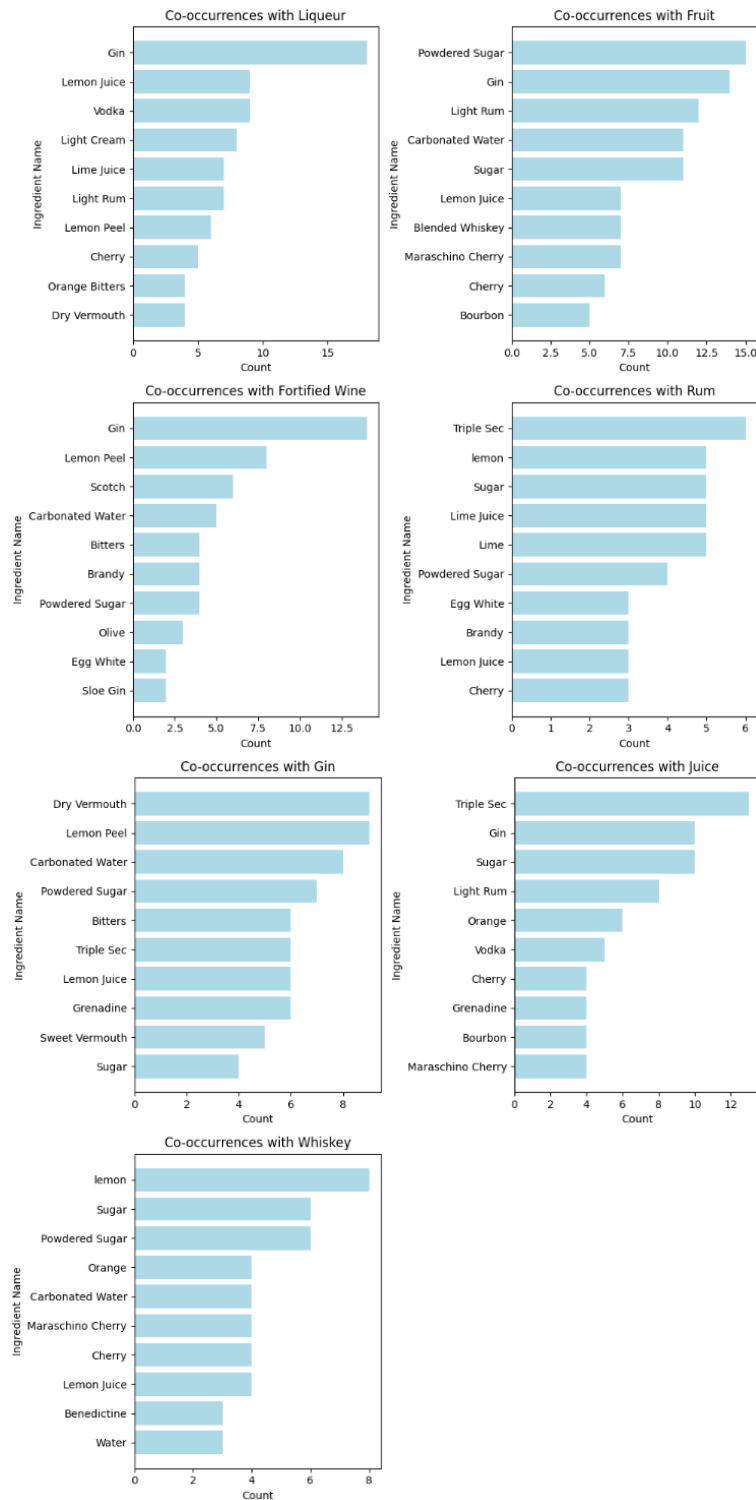 Co-occurrences with Liqueur
Ingredient Name
Gin
Lemon Juice
Vodka
Light Cream
Lime Juice
Light Rum
Lemon Peel
Cherry
Orange Bitters
Dry Vermouth
0 5 10 15
Count
Co-occurrences with Fruit
Ingredient Name
Powdered Sugar
Gin
Light Rum
Carbonated Water
Sugar
Lemon Juice
Blended Whiskey
Maraschino Cherry
Cherry
Bourbon
0.0 2.5 5.0 7.5 10.0 12.5 15.0
Count
Co-occurrences with Fortified Wine
Ingredient Name
Gin
Lemon Peel
Scotch
Carbonated Water
Bitters
Brandy
Powdered Sugar
Olive
Egg White
Sloe Gin
0.0 2.5 5.0 7.5 10.0 12.5
Count
Co-occurrences with Rum
Ingredient Name
Triple Sec
lemon
Sugar
Lime Juice
Lime
Powdered Sugar
Egg White
Brandy
Lemon Juice
Cherry
0 1 2 3 4 5 6
Count
Co-occurrences with Gin
Ingredient Name
Dry Vermouth
Lemon Peel
Carbonated Water
Powdered Sugar
Bitters
Triple Sec
Lemon Juice
Grenadine
Sweet Vermouth
Sugar
0 2 4 6 8
Count
Co-occurrences with Juice
Ingredient Name
Triple Sec
Gin
Sugar
Light Rum
Orange
Vodka
Cherry
Grenadine
Bourbon
Maraschino Cherry
0 2 4 6 8 10 12
Count
Co-occurrences with Whiskey
Ingredient Name
lemon
Sugar
Powdered Sugar
Orange
Carbonated Water
Maraschino Cherry
Cherry
Lemon Juice
Benedictine
Water
0 2 4 6 8
Count